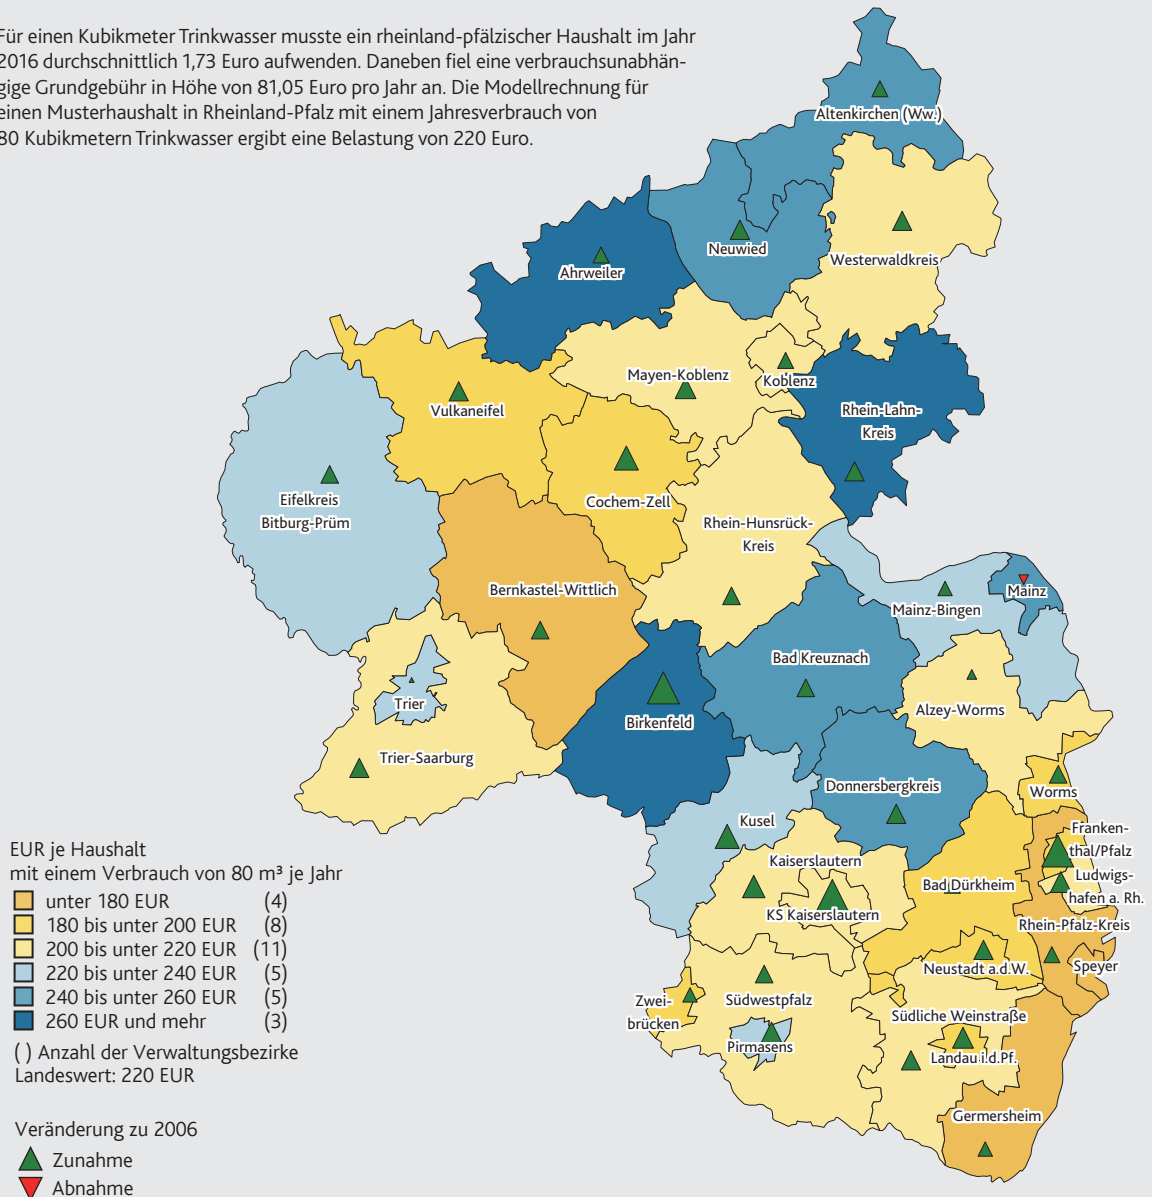 Für einen Kubikmeter Trinkwasser musste ein rheinland-pfälzischer Haushalt im Jahr
2016 durchschnittlich 1,73 Euro aufwenden. Daneben fiel eine verbrauchsunabhän-
gige Grundgebühr in Höhe von 81,05 Euro pro Jahr an. Die Modellrechnung für
einen Musterhaushalt in Rheinland-Pfalz mit einem Jahresverbrauch von
80 Kubikmetern Trinkwasser ergibt eine Belastung von 220 Euro.
Altenkirchen (Ww.)
Neuwied
Westerwaldkreis
Ahrweiler
Mayen-Koblenz
Koblenz
Vulkaneifel
Rhein-Lahn-
Kreis
Eifelkreis
Bitburg-Prüm
Cochem-Zell
Rhein-Hunsrück-
Kreis
Bernkastel-Wittlich
Mainz
Mainz-Bingen
Bad Kreuznach
Trier
Birkenfeld
Alzey-Worms
Trier-Saarburg
Donnersbergkreis
Worms
Kusel
Franken-
thal/Pfalz
Kaiserslautern
Ludwigs-
hafen a. Rh.
Bad Dürkheim
KS Kaiserslautern
Rhein-Pfalz-Kreis
Neustadt a.d.W.
Speyer
Zwei-
brücken
Südwestpfalz
Südliche Weinstraße
Pirmasens
Landau i.d.Pf.
Germersheim
EUR je Haushalt
mit einem Verbrauch von 80 m³ je Jahr
unter 180 EUR (4)
180 bis unter 200 EUR (8)
200 bis unter 220 EUR (11)
220 bis unter 240 EUR (5)
240 bis unter 260 EUR (5)
260 EUR und mehr (3)
( ) Anzahl der Verwaltungsbezirke
Landeswert: 220 EUR
Veränderung zu 2006
Zunahme
Abnahme